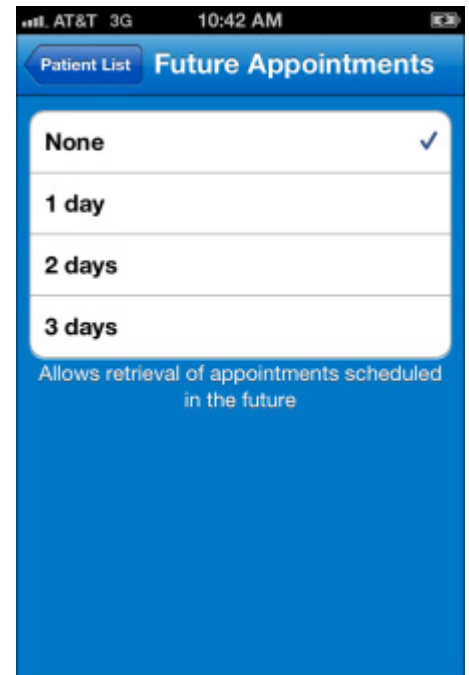 AT&T 3G 10:42 AM
Patient List Future Appointments
None
1 day
2 days
3 days
Allows retrieval of appointments scheduled
in the future